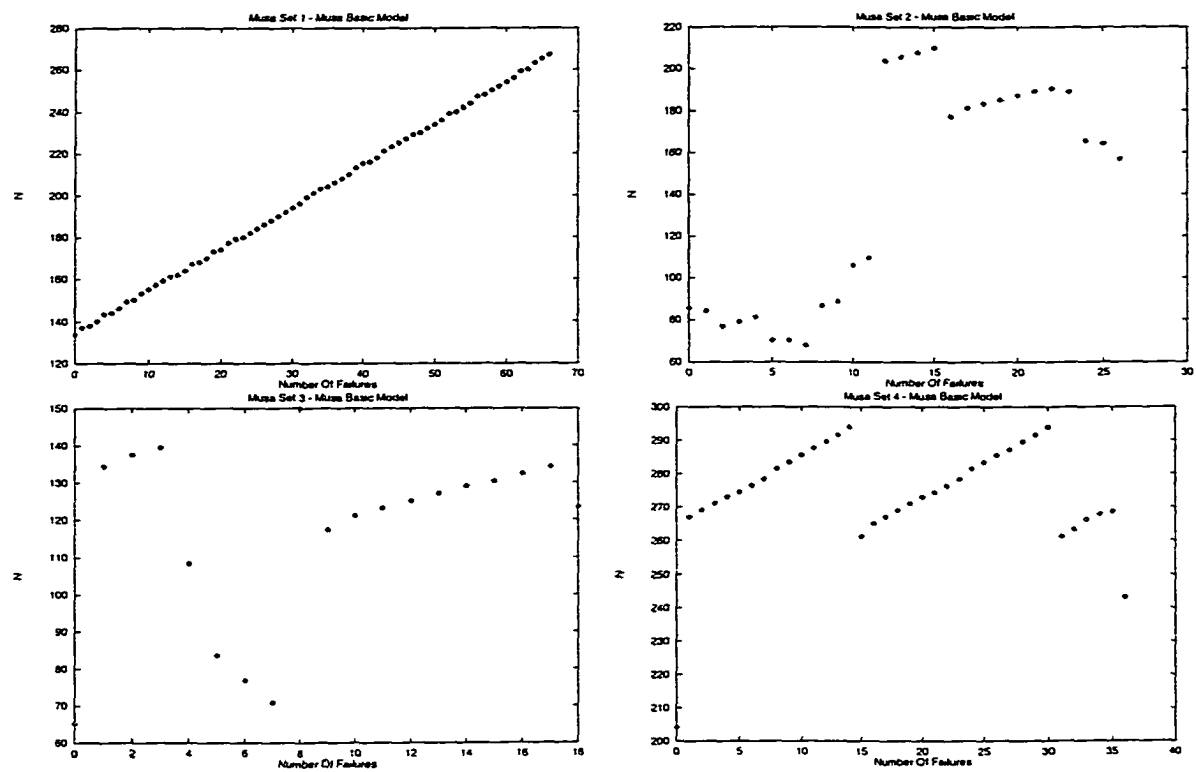 Musa Set 1 - Musa Basic Model
280
260
240
220
200
180
160
140
120
N
0 10 20 30 40 50 60 70
Number Of Failures
Musa Set 2 - Musa Basic Model
220
200
180
160
140
120
100
80
60
N
0 5 10 15 20 25 30
Number Of Failures
Musa Set 3 - Musa Basic Model
150
140
130
120
110
100
90
80
70
60
N
0 2 4 6 8 10 12 14 16 18
Number Of Failures
Musa Set 4 - Musa Basic Model
300
290
280
270
260
250
240
230
220
210
200
N
0 5 10 15 20 25 30 35 40
Number Of Failures